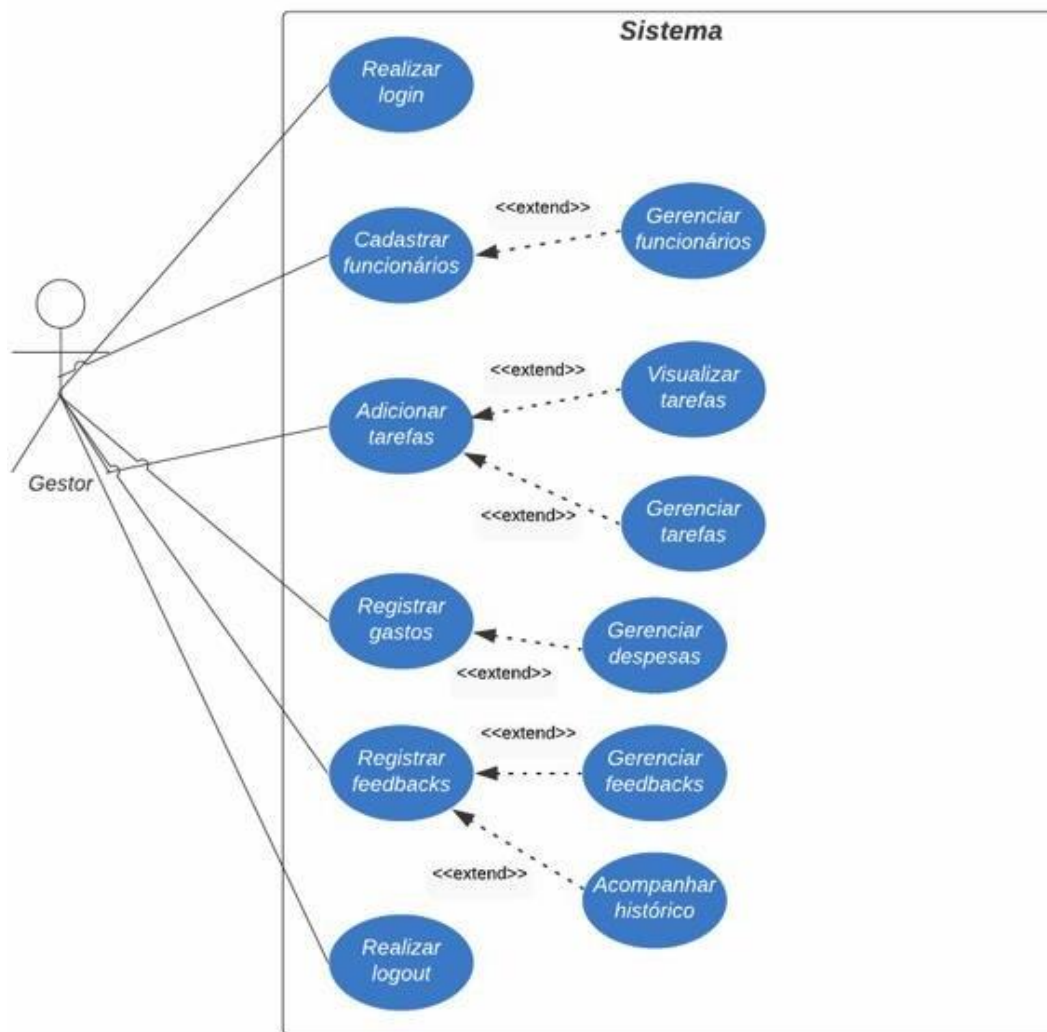 Sistema
Realizar
login
<<extend>>
Gerenciar
funcionários
Cadastrar
funcionários
<<extend>>
Visualizar
tarefas
Adicionar
tarefas
Gestor
<<extend>>
Gerenciar
tarefas
Registrar
gastos
Gerenciar
despesas
<<extend>>
Registrar
feedbacks
<<extend>>
Gerenciar
feedbacks
<<extend>>
Acompanhar
histórico
Realizar
logout